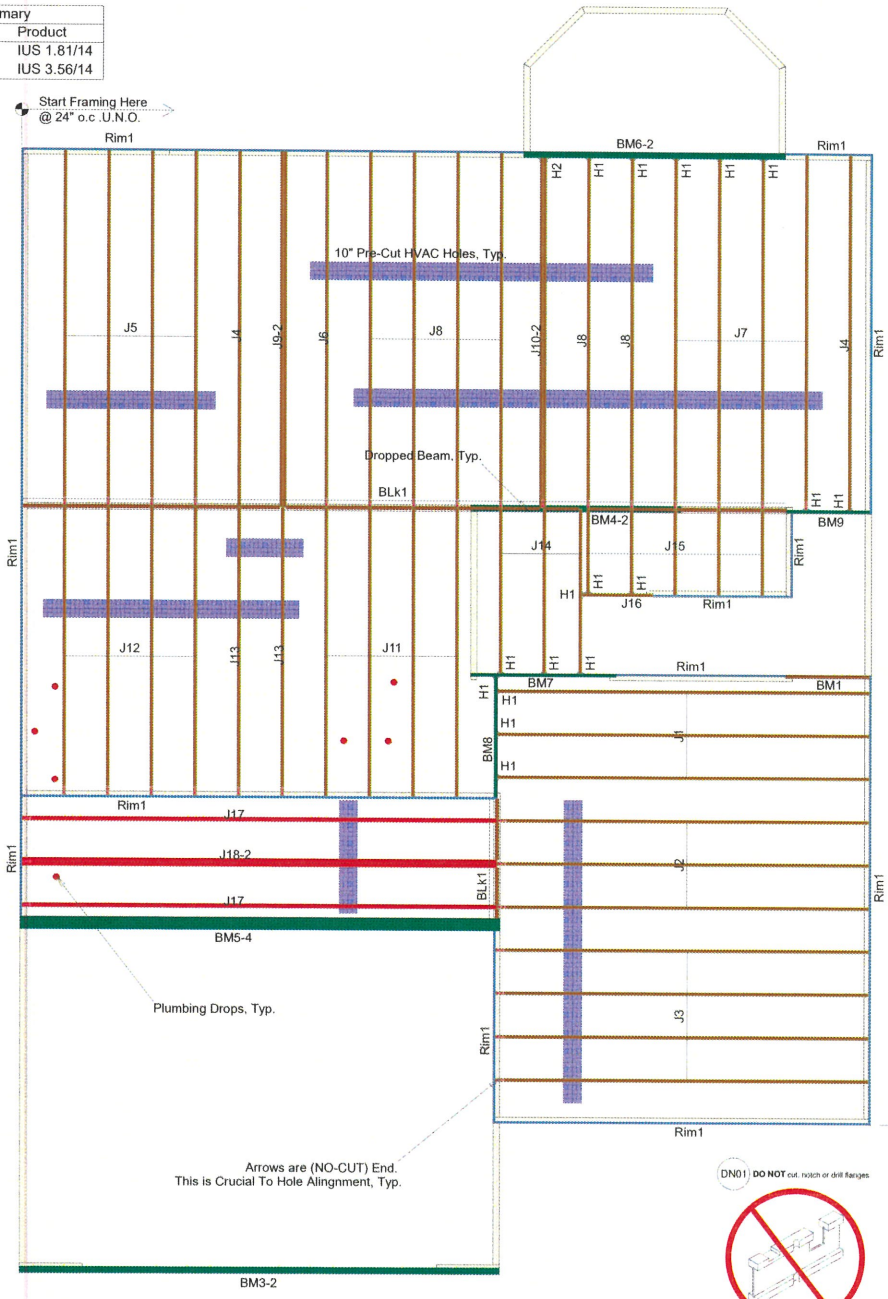 mary
Product
IUS 1.81/14
IUS 3.56/14
Start Framing Here
@ 24" o.c .U.N.O.
Rim1
BM6-2
Rim1
H2
H1
H1
H1
H1
H1
10" Pre-Cut HVAC Holes, Typ.
J5
J4
J9-2
J6
J8
J10-2
J8
J8
J7
J4
Rim1
Dropped Beam, Typ.
BLk1
BM4-2
H1
H1
BM9
Rim1
J14
J15
Rim1
H1
H1
H1
J16
Rim1
J12
J13
J13
J11
H1
H1
H1
Rim1
H1
BM7
BM1
H1
H1
BM8
J1
H1
Rim1
J17
Rim1
J18-2
BLk1
J2
Rim1
J17
BM5-4
Plumbing Drops, Typ.
J3
Rim1
Rim1
Arrows are (NO-CUT) End.
This is Crucial To Hole Alingnment, Typ.
DN01 DO NOT cut, notch or drill flanges
BM3-2